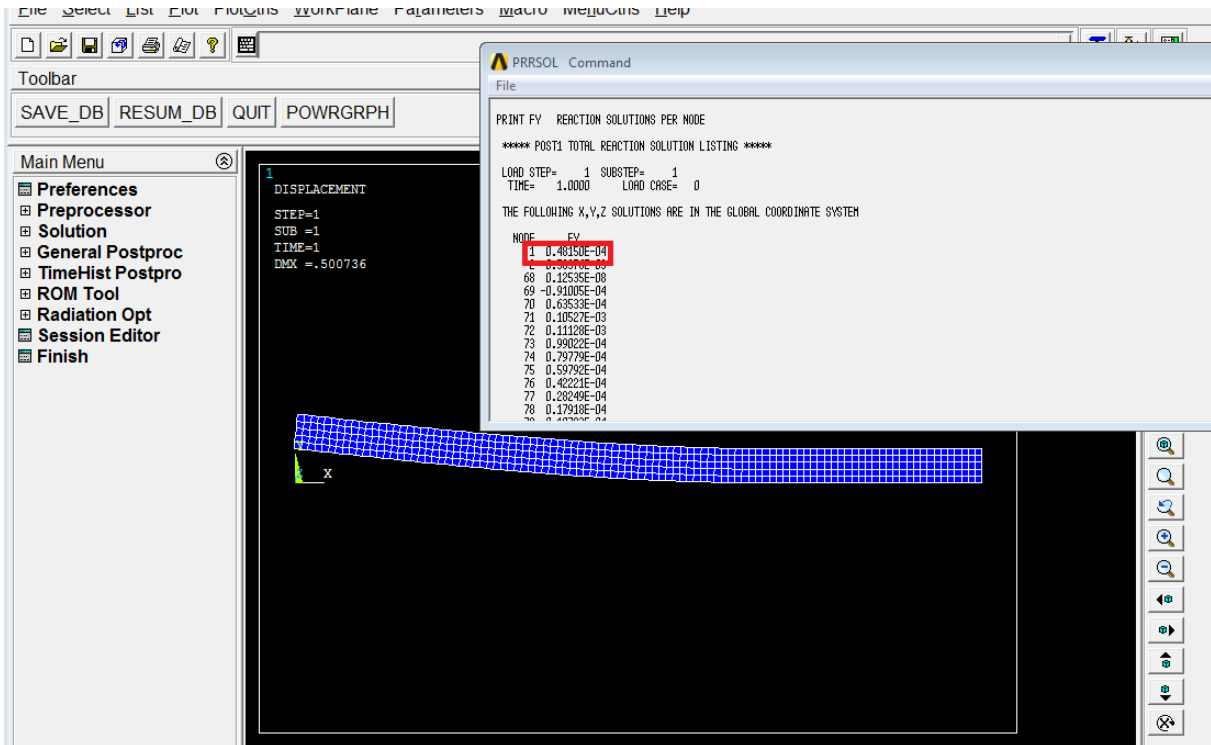 File Select List Plot PlotCtrls WorkPlane Parameters Macro MenuCtrls Help
Toolbar
SAVE_DB RESUM_DB QUIT POWRGRPH
Main Menu
Preferences
Preprocessor
Solution
General Postproc
TimeHist Postpro
ROM Tool
Radiation Opt
Session Editor
Finish
1
DISPLACEMENT
STEP=1
SUB =1
TIME=1
DMX =.500736
X
PRRSOL Command
File
PRINT FY REACTION SOLUTIONS PER NODE
***** POST1 TOTAL REACTION SOLUTION LISTING *****
LOAD STEP= 1 SUBSTEP= 1
TIME= 1.0000 LOAD CASE= 0
THE FOLLOWING X,Y,Z SOLUTIONS ARE IN THE GLOBAL COORDINATE SYSTEM
NODE FY
1 0.48150E-04
68 0.12535E-08
69 -0.91005E-04
70 0.63533E-04
71 0.10527E-03
72 0.11128E-03
73 0.99022E-04
74 0.79779E-04
75 0.59792E-04
76 0.42221E-04
77 0.28249E-04
78 0.17918E-04